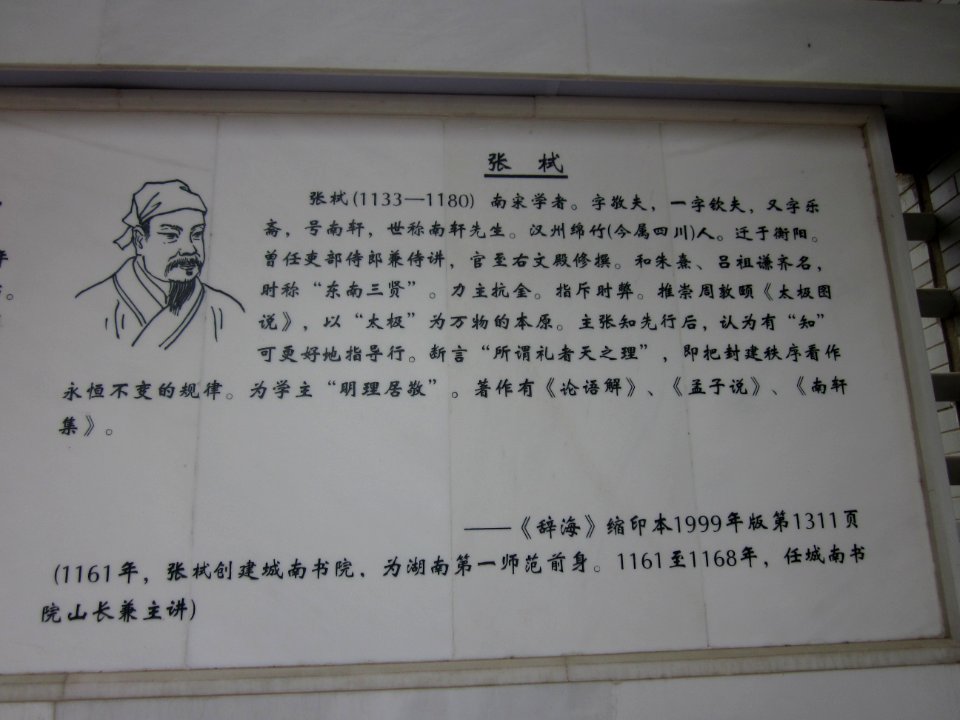 张 栻
张栻(1133—1180) 南宋学者。字敬夫，一字钦夫，又字乐
斋，号南轩，世称南轩先生。汉州绵竹(今属四川)人。迁于衡阳。
曾任吏部侍郎兼侍讲，官至右文殿修撰。和朱熹、吕祖谦齐名，
时称“东南三贤”。力主抗金。指斥时弊。推崇周敦颐《太极图
说》，以“太极”为万物的本原。主张知先行后，认为有“知”
可更好地指导行。断言“所谓礼者天之理”，即把封建秩序看作
永恒不变的规律。为学主“明理居敬”。著作有《论语解》、《孟子说》、《南轩
集》。
——《辞海》缩印本1999年版第1311页
(1161年，张栻创建城南书院，为湖南第一师范前身。1161至1168年，任城南书
院山长兼主讲)